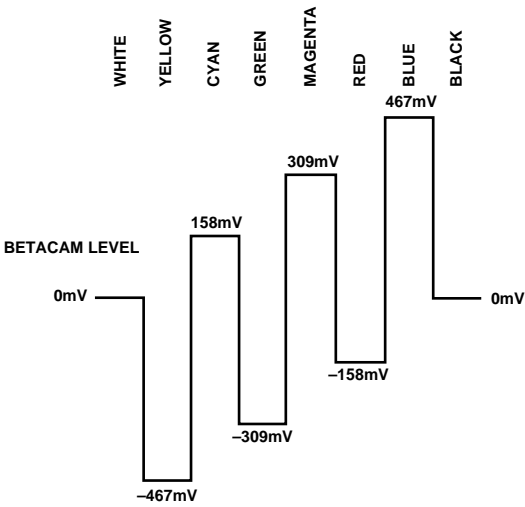 WHITE
YELLOW
CYAN
GREEN
MAGENTA
RED
BLUE
BLACK
467mV
309mV
158mV
BETACAM LEVEL
0mV
0mV
–158mV
–309mV
–467mV